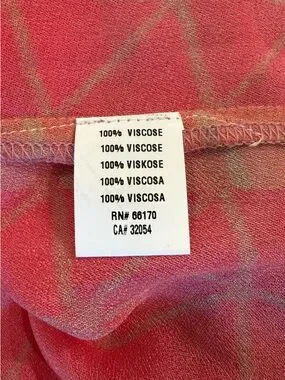 100% VISCOSE
100% VISCOSE
100% VISKOSE
100% VISCOSA
100% VISCOSA
RN# 66170
CA# 32054